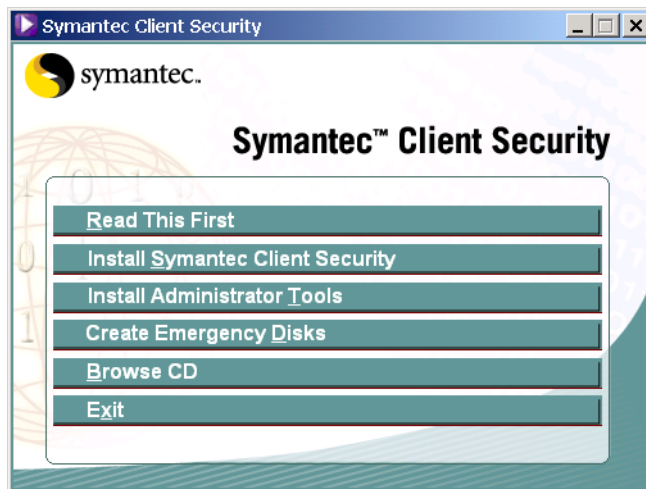 Symantec Client Security
symantec™
Symantec™ Client Security
Read This First
Install Symantec Client Security
Install Administrator Tools
Create Emergency Disks
Browse CD
Exit